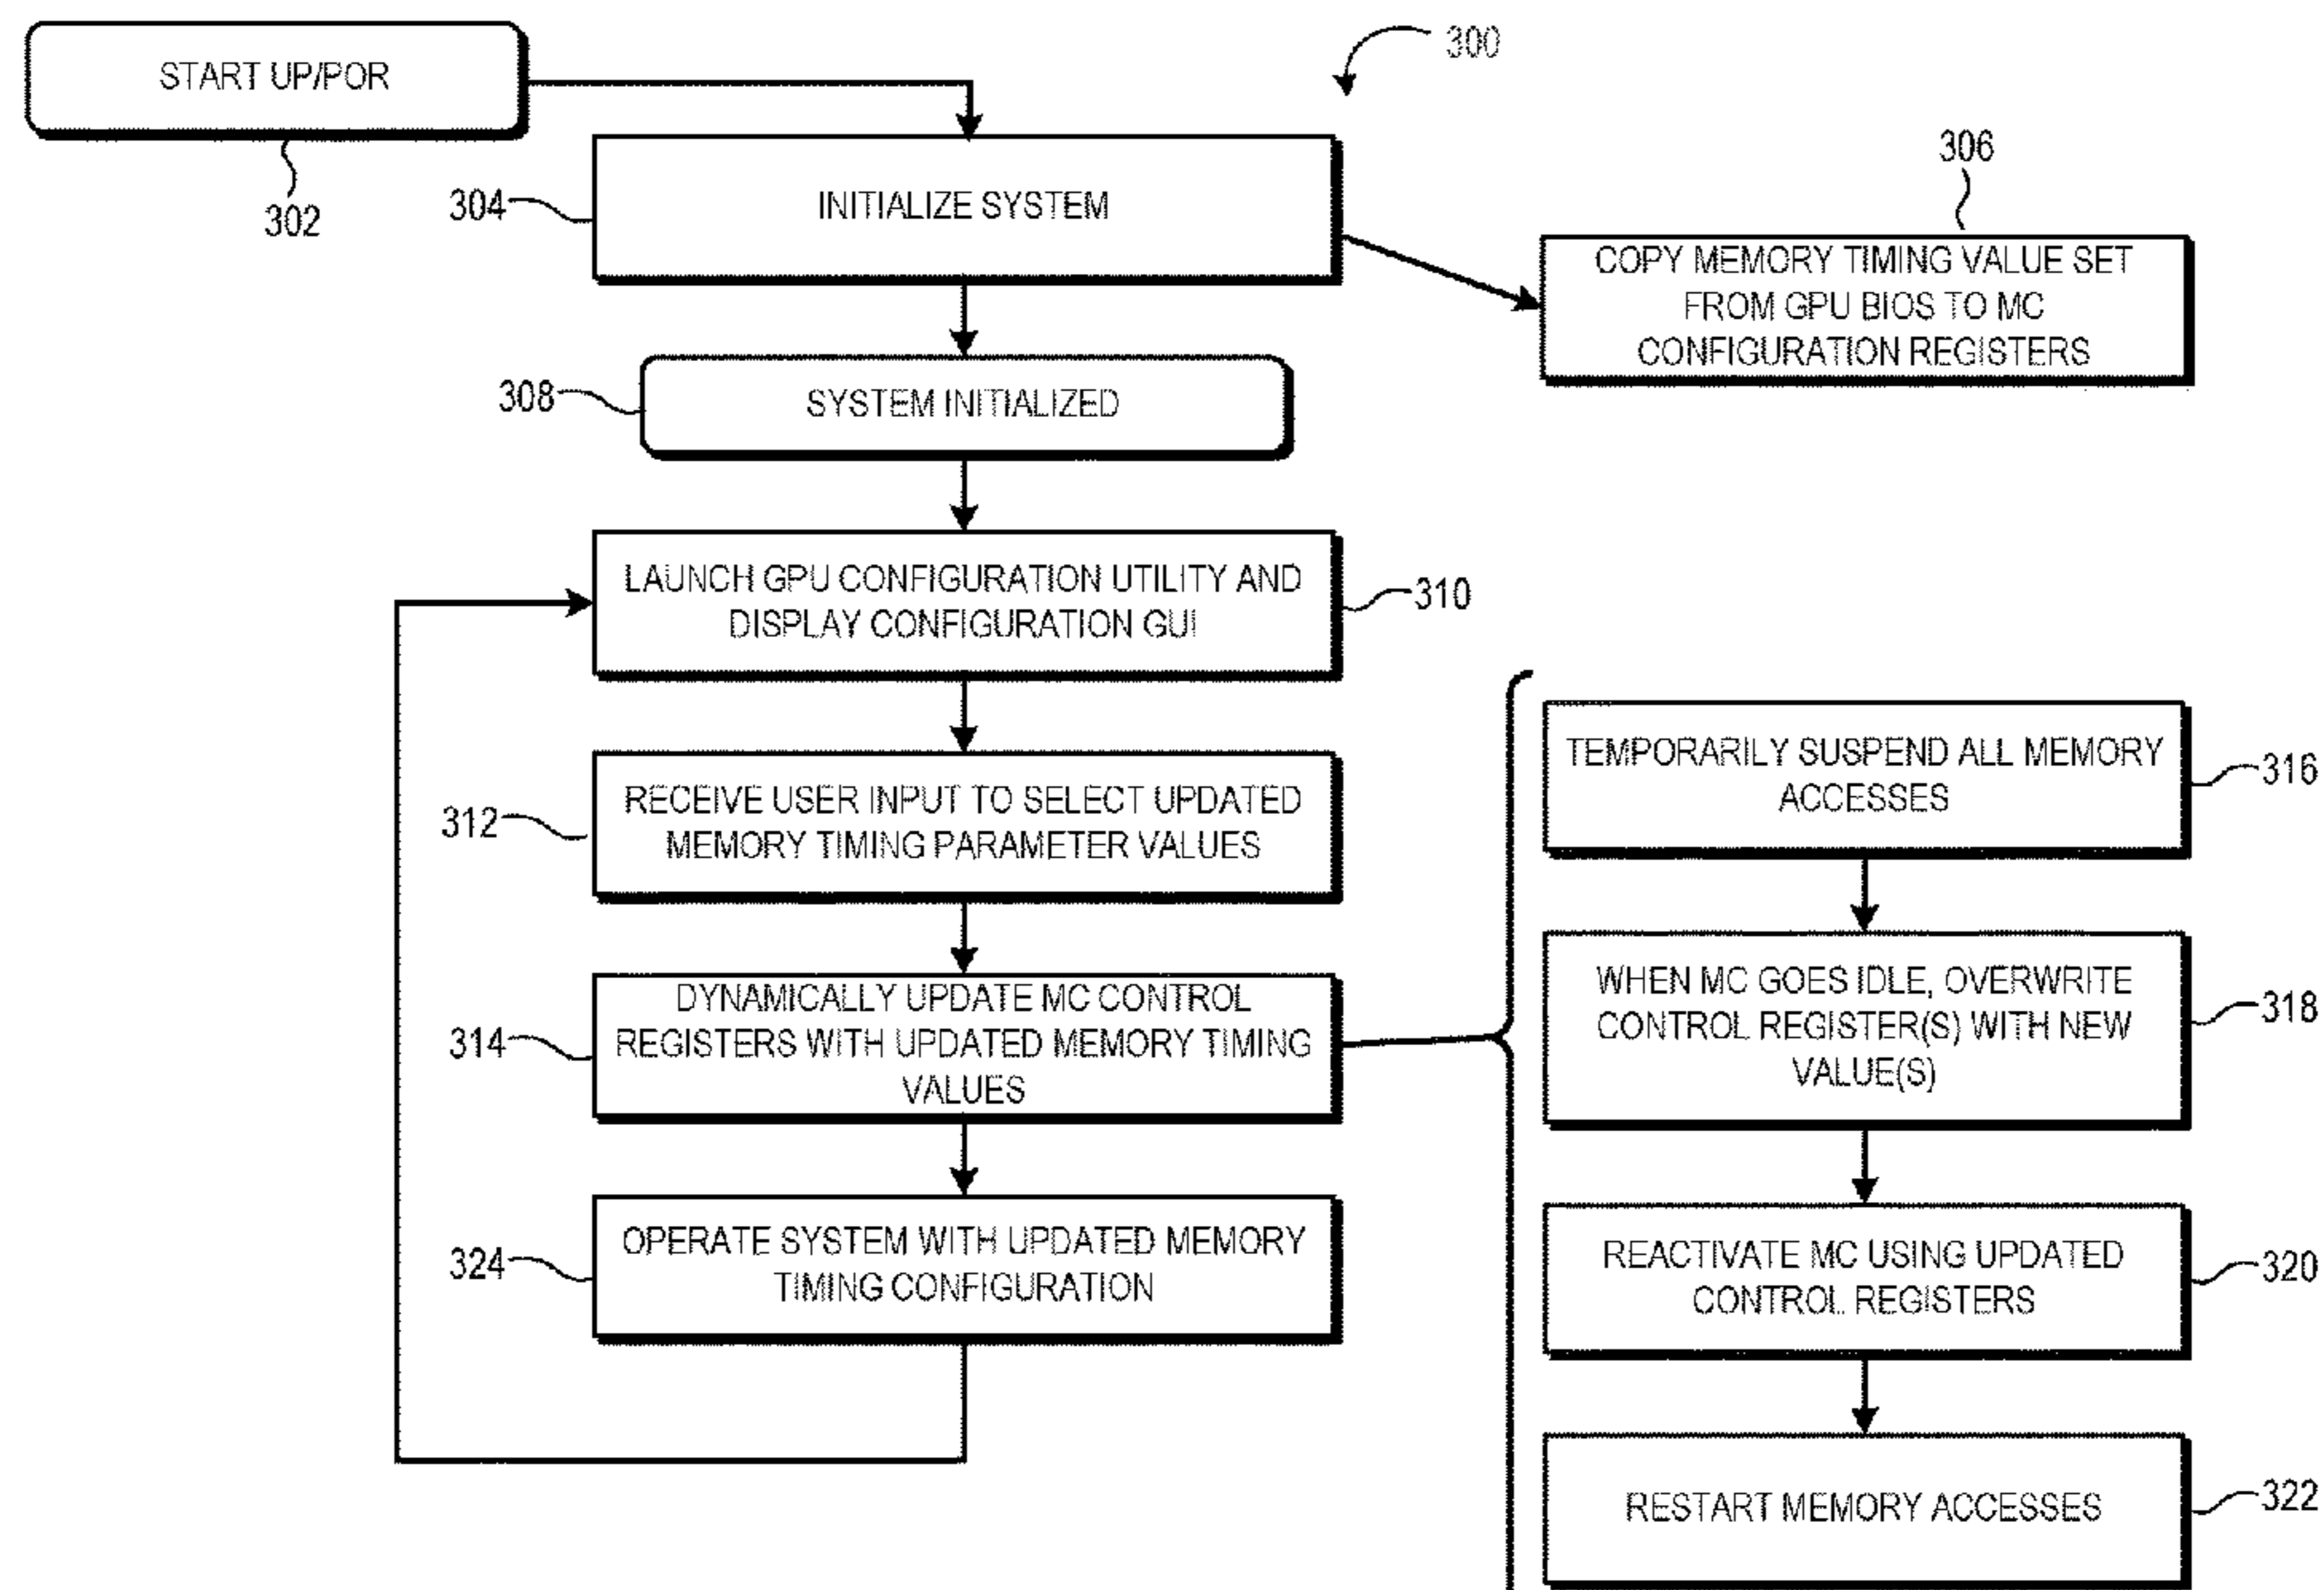 START UP/POR
302
300
304
INITIALIZE SYSTEM
306
COPY MEMORY TIMING VALUE SET
FROM GPU BIOS TO MC
CONFIGURATION REGISTERS
308
SYSTEM INITIALIZED
LAUNCH GPU CONFIGURATION UTILITY AND
DISPLAY CONFIGURATION GUI
310
312
RECEIVE USER INPUT TO SELECT UPDATED
MEMORY TIMING PARAMETER VALUES
314
DYNAMICALLY UPDATE MC CONTROL
REGISTERS WITH UPDATED MEMORY TIMING
VALUES
324
OPERATE SYSTEM WITH UPDATED MEMORY
TIMING CONFIGURATION
TEMPORARILY SUSPEND ALL MEMORY
ACCESSES
316
WHEN MC GOES IDLE, OVERWRITE
CONTROL REGISTER(S) WITH NEW
VALUE(S)
318
REACTIVATE MC USING UPDATED
CONTROL REGISTERS
320
RESTART MEMORY ACCESSES
322